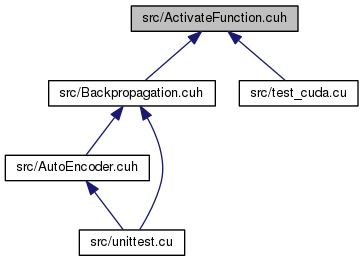 src/ActivateFunction.cuh
src/Backpropagation.cuh
src/test_cuda.cu
src/AutoEncoder.cuh
src/unittest.cu